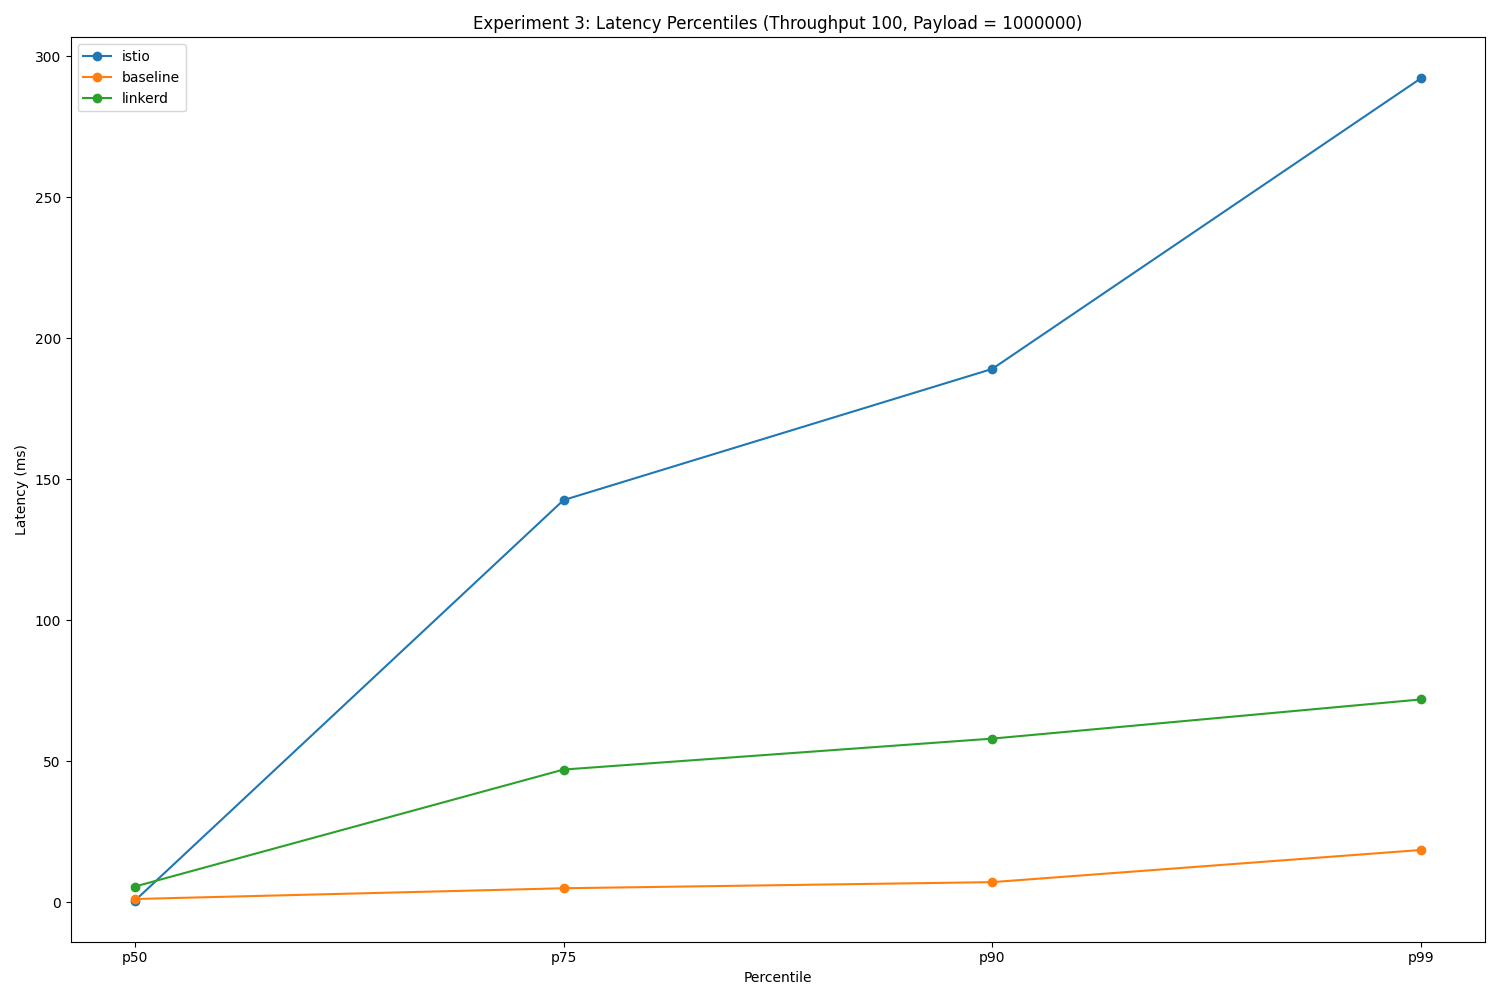 Experiment 3: Latency Percentiles (Throughput 100, Payload = 1000000)
istio
baseline
linkerd
300
250
200
150
100
50
0
Latency (ms)
p50 p75 p90 p99
Percentile